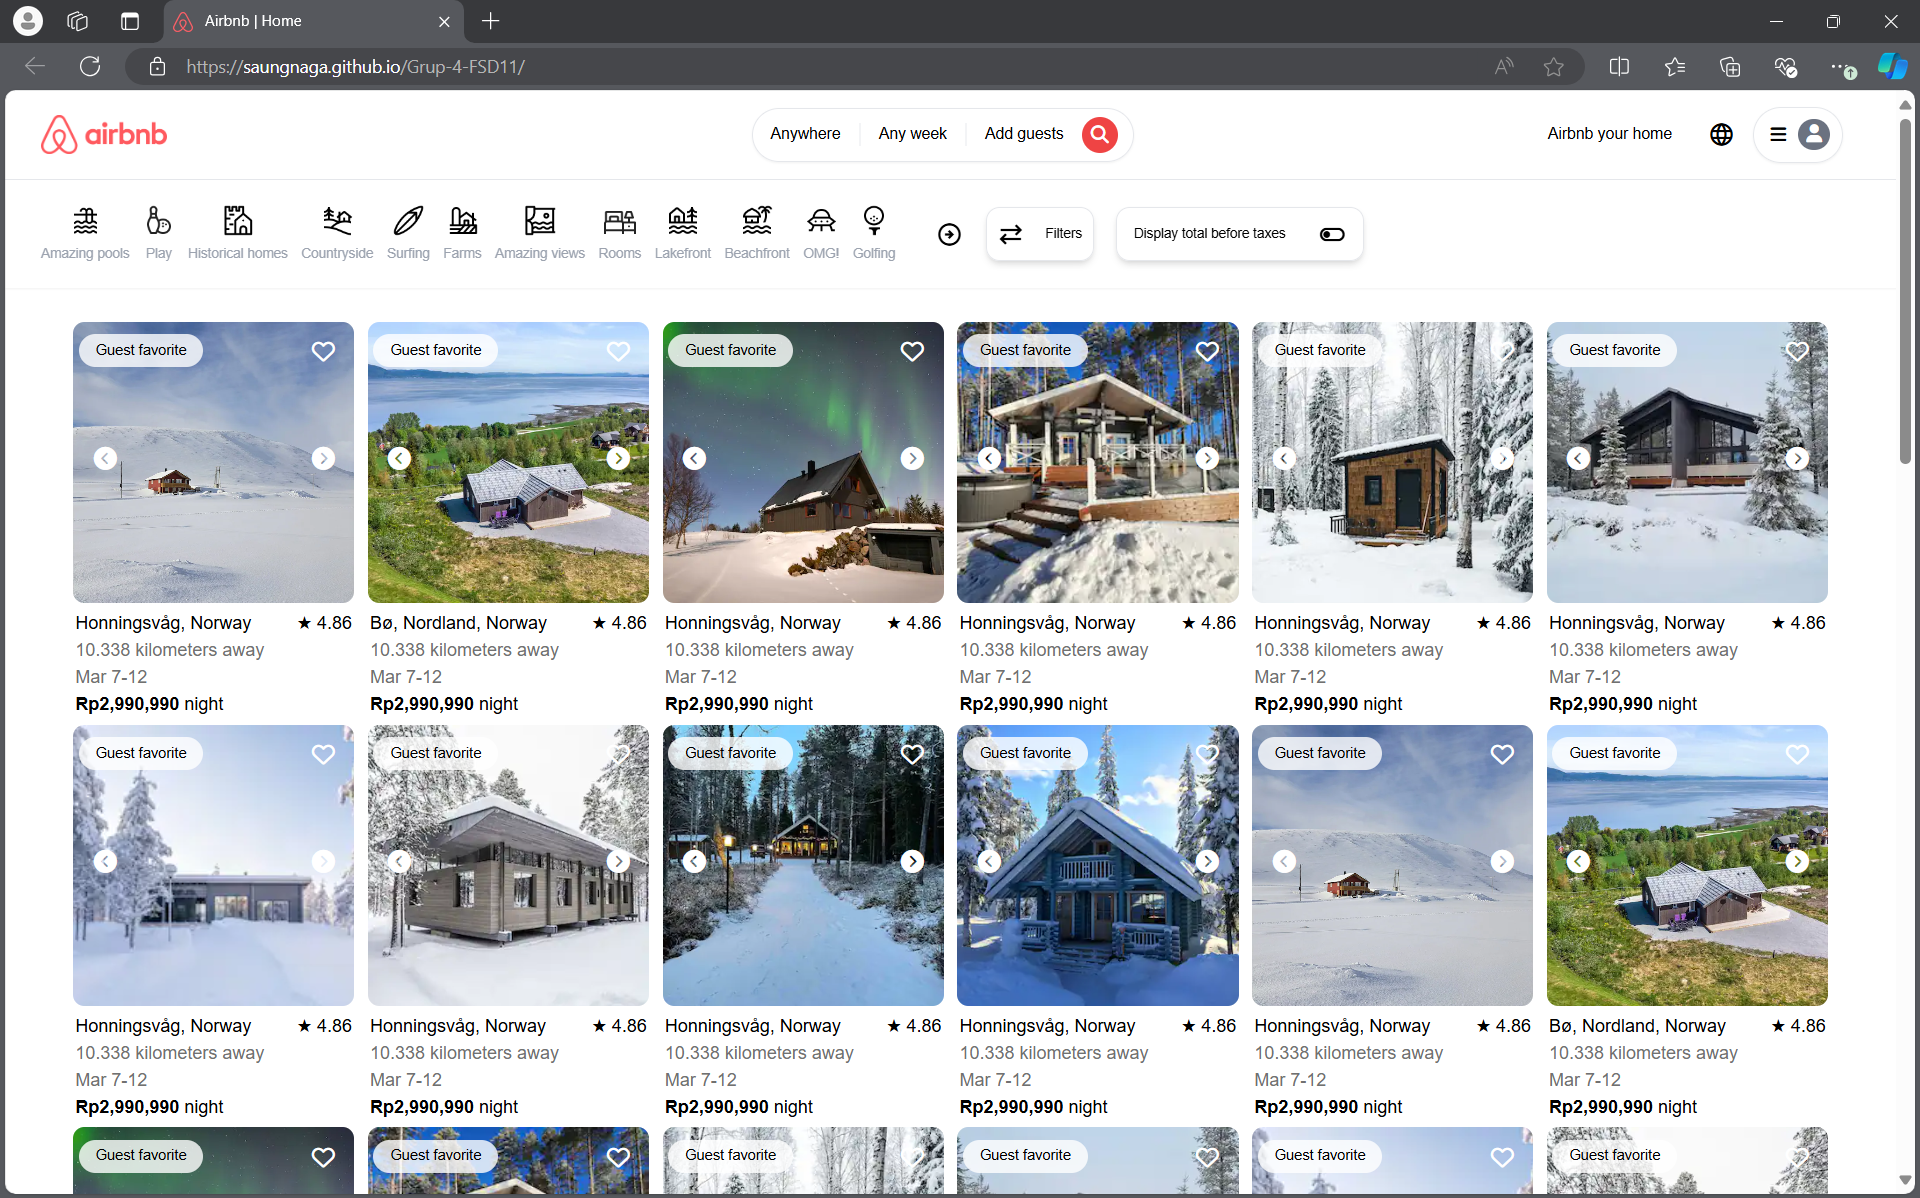 Airbnb | Home
https://saungnaga.github.io/Grup-4-FSD11/
airbnb
Anywhere
Any week
Add guests
Airbnb your home
Amazing pools
Play
Historical homes
Countryside
Surfing
Farms
Amazing views
Rooms
Lakefront
Beachfront
OMG!
Golfing
Filters
Display total before taxes
Guest favorite
Guest favorite
Guest favorite
Guest favorite
Guest favorite
Guest favorite
Honningsvåg, Norway ★ 4.86
10.338 kilometers away
Mar 7-12
Rp2,990,990 night
Bø, Nordland, Norway ★ 4.86
10.338 kilometers away
Mar 7-12
Rp2,990,990 night
Honningsvåg, Norway ★ 4.86
10.338 kilometers away
Mar 7-12
Rp2,990,990 night
Honningsvåg, Norway ★ 4.86
10.338 kilometers away
Mar 7-12
Rp2,990,990 night
Honningsvåg, Norway ★ 4.86
10.338 kilometers away
Mar 7-12
Rp2,990,990 night
Honningsvåg, Norway ★ 4.86
10.338 kilometers away
Mar 7-12
Rp2,990,990 night
Guest favorite
Guest favorite
Guest favorite
Guest favorite
Guest favorite
Guest favorite
Honningsvåg, Norway ★ 4.86
10.338 kilometers away
Mar 7-12
Rp2,990,990 night
Honningsvåg, Norway ★ 4.86
10.338 kilometers away
Mar 7-12
Rp2,990,990 night
Honningsvåg, Norway ★ 4.86
10.338 kilometers away
Mar 7-12
Rp2,990,990 night
Honningsvåg, Norway ★ 4.86
10.338 kilometers away
Mar 7-12
Rp2,990,990 night
Honningsvåg, Norway ★ 4.86
10.338 kilometers away
Mar 7-12
Rp2,990,990 night
Bø, Nordland, Norway ★ 4.86
10.338 kilometers away
Mar 7-12
Rp2,990,990 night
Guest favorite
Guest favorite
Guest favorite
Guest favorite
Guest favorite
Guest favorite